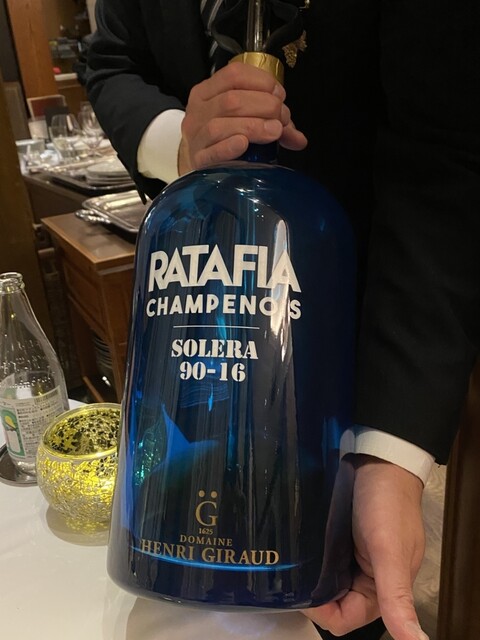 RATAFIA
CHAMPENOIS
SOLERA
90-16
G̈
1625
DOMAINE
HENRI GIRAUD